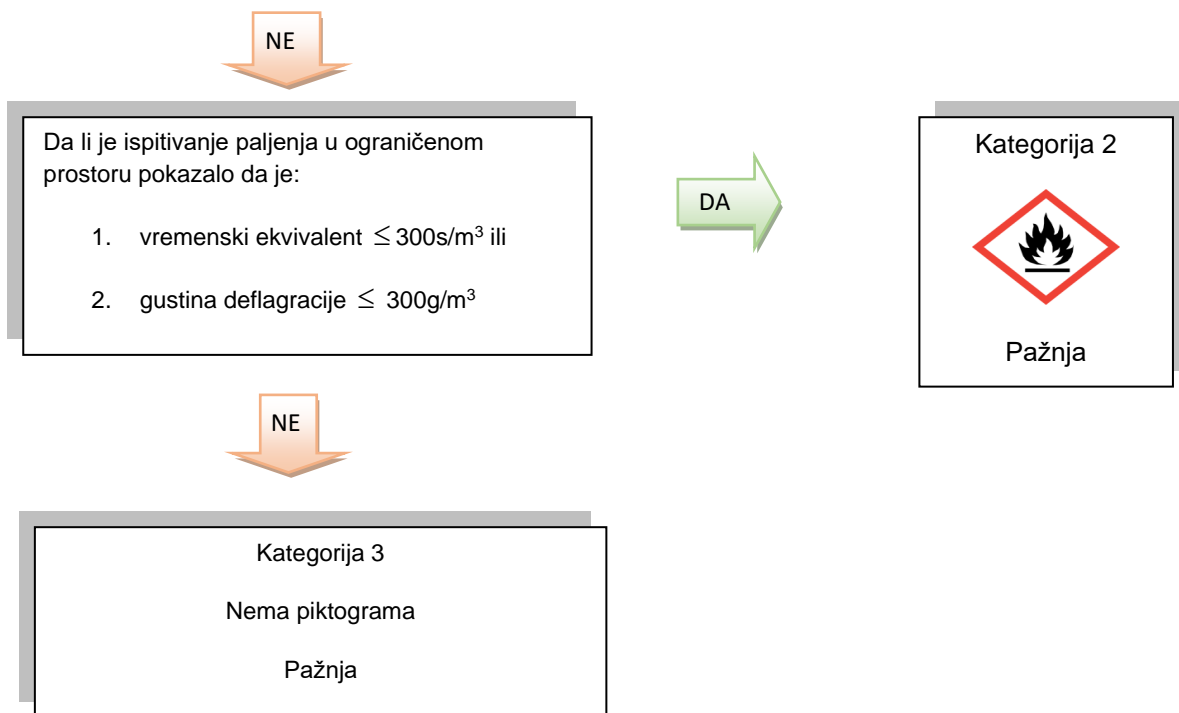 NE
Da li je ispitivanje paljenja u ograničenom
prostoru pokazalo da je:
1. vremenski ekvivalent ≤ 300s/m³ ili
2. gustina deflagracije ≤ 300g/m³
DA
Kategorija 2
Pažnja
NE
Kategorija 3
Nema piktograma
Pažnja